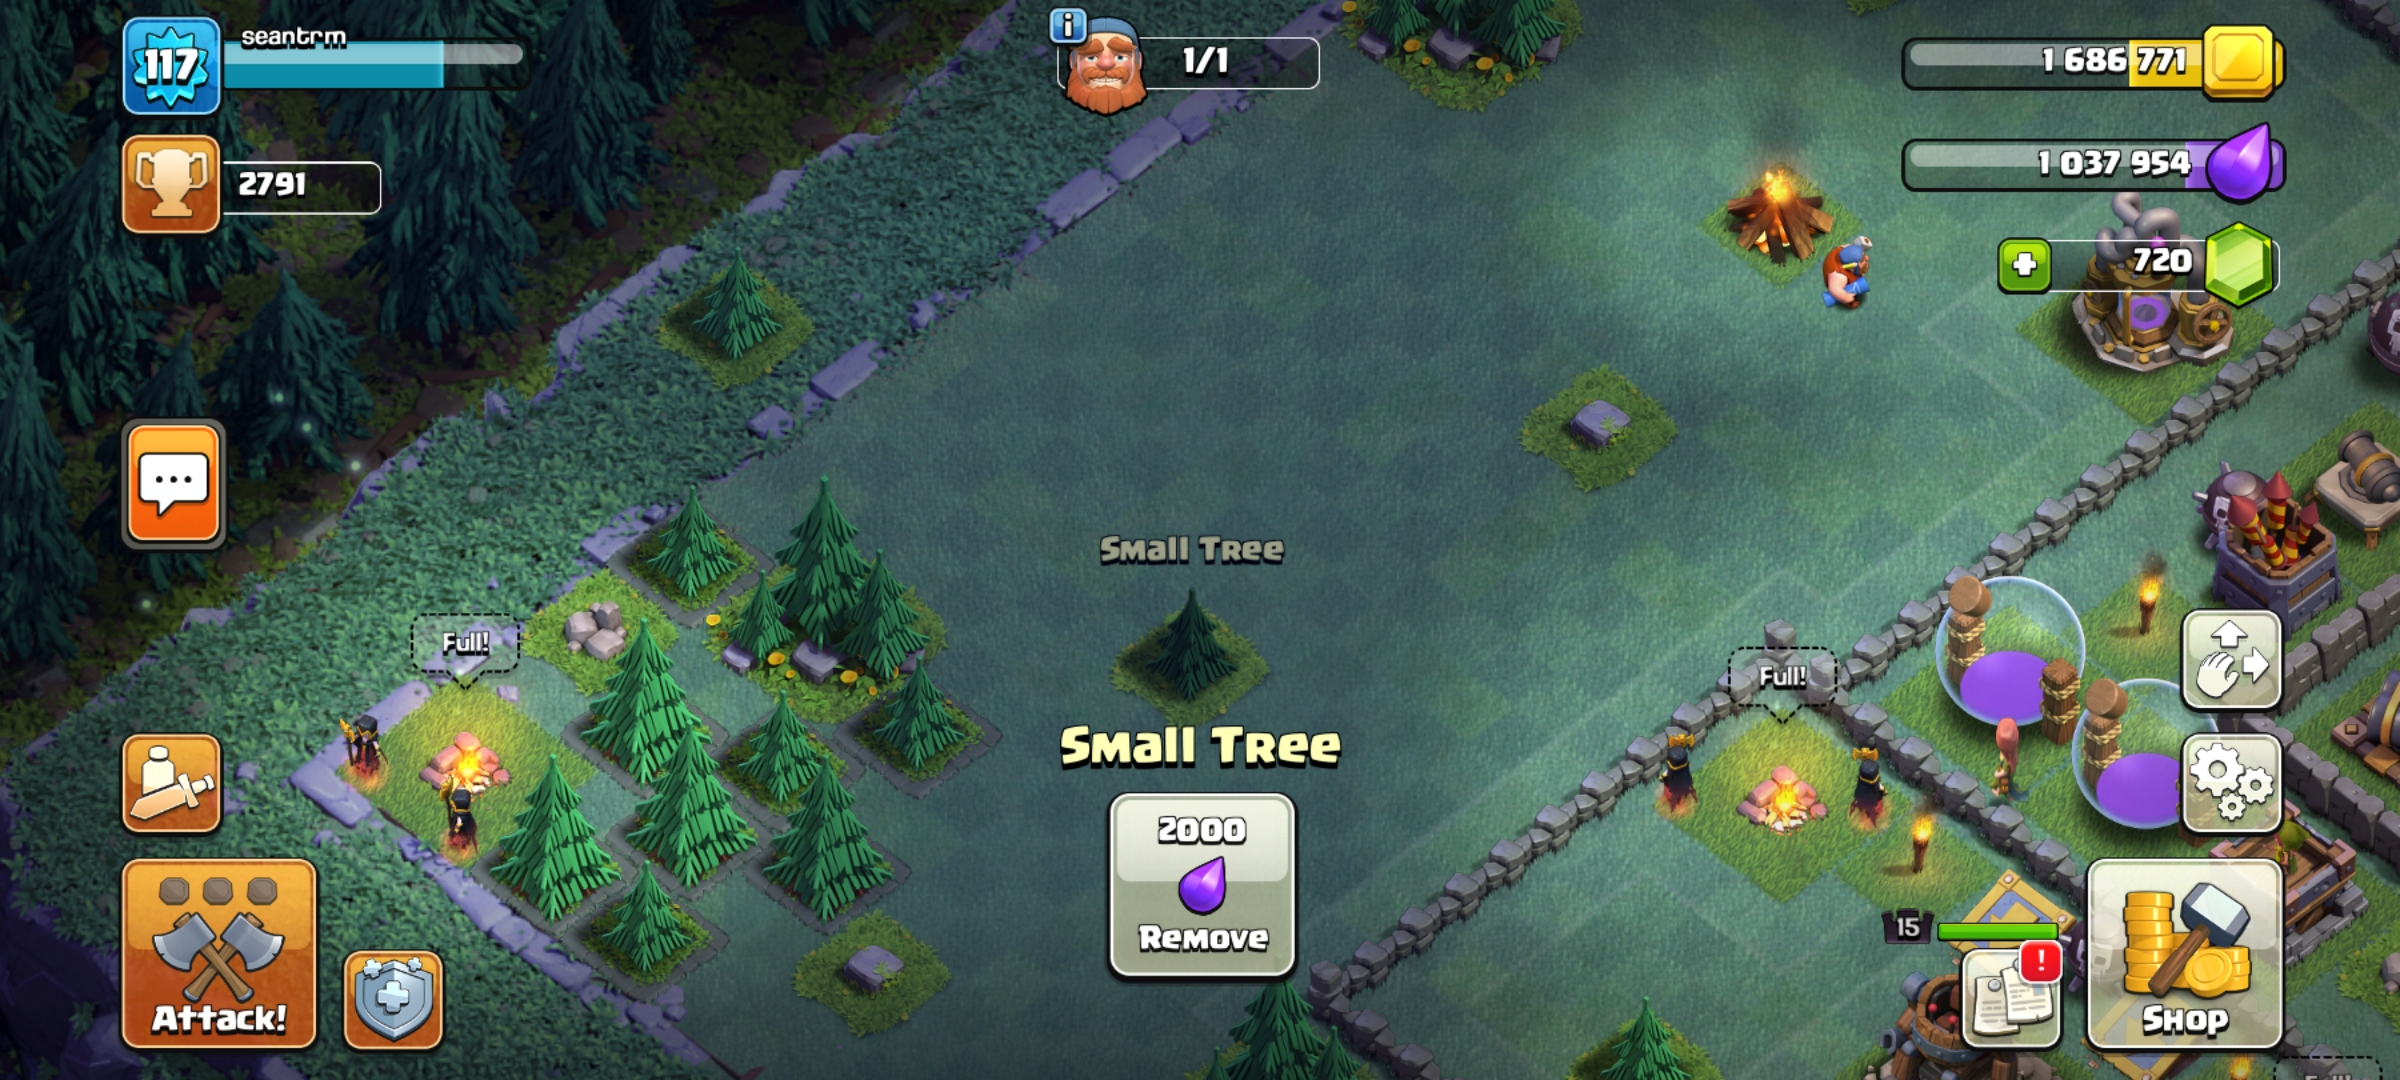 117
seantrm
1/1
1 686 771
2791
1 037 954
720
Small Tree
Full!
Full!
Small Tree
2000
Remove
15
!
Attack!
Shop